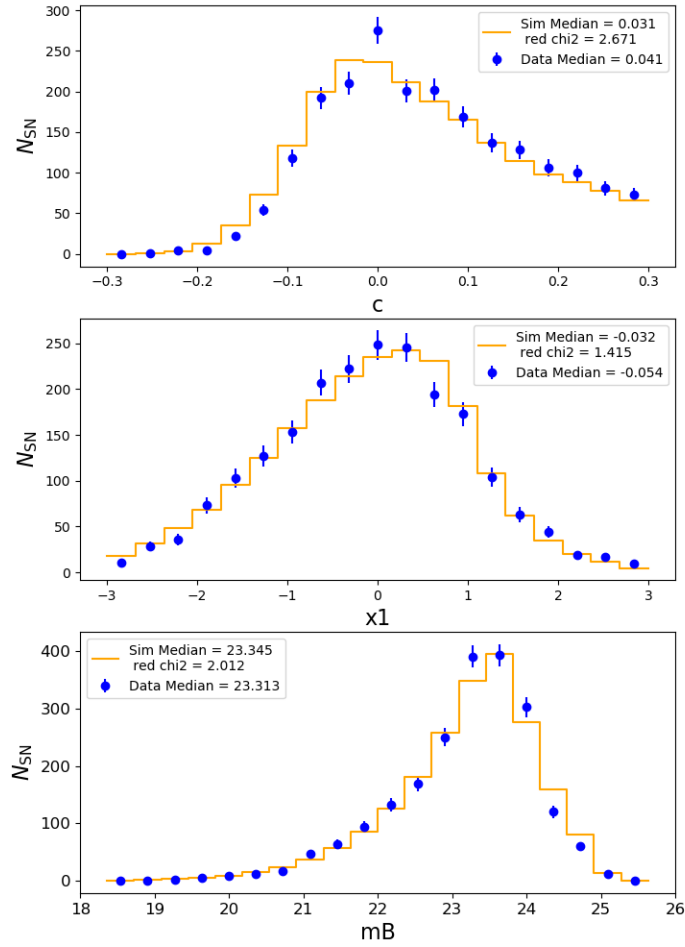 Sim Median = 0.031
red chi2 = 2.671
Data Median = 0.041
300
250
200
150
100
50
0
N_SN
−0.3
−0.2
−0.1
0.0
0.1
0.2
0.3
c
Sim Median = -0.032
red chi2 = 1.415
Data Median = -0.054
250
200
150
100
50
0
N_SN
−3
−2
−1
0
1
2
3
x1
Sim Median = 23.345
red chi2 = 2.012
Data Median = 23.313
400
300
200
100
0
N_SN
18
19
20
21
22
23
24
25
26
mB